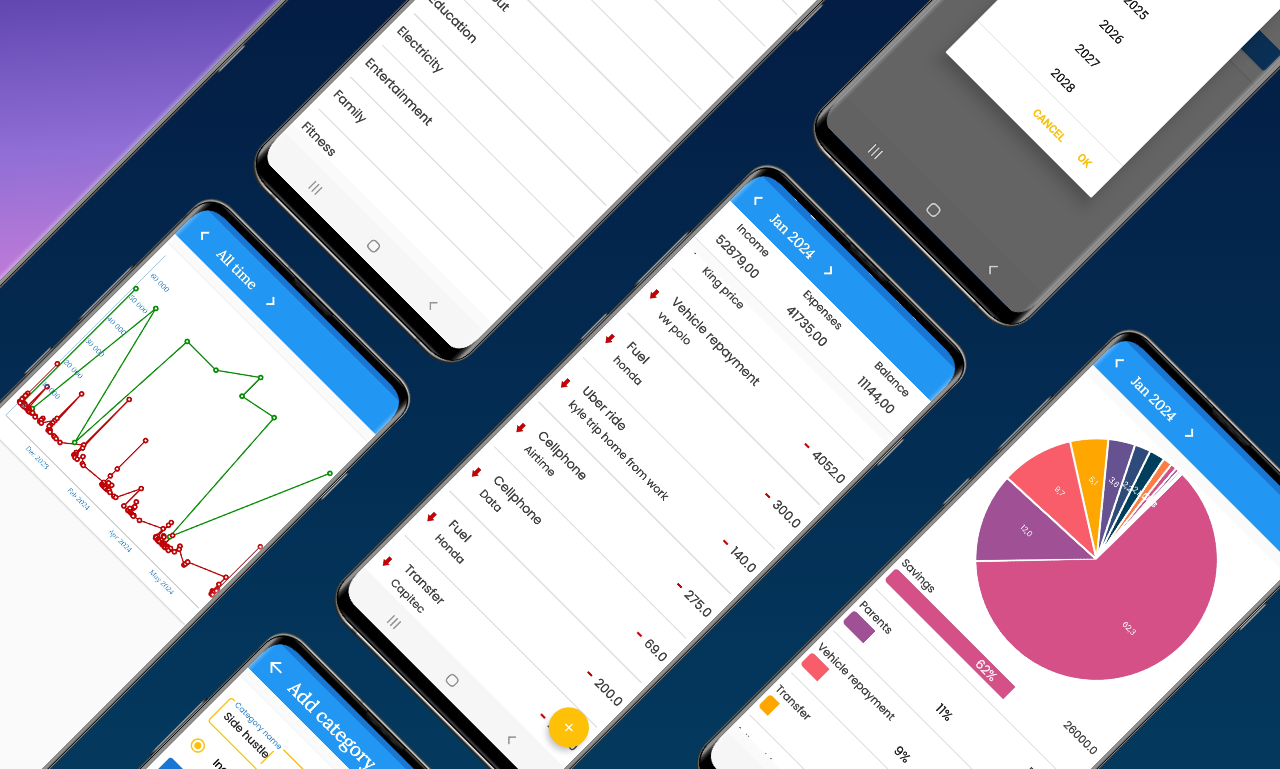 Education
Electricity
Entertainment
Family
Fitness
2025
2026
2027
2028
CANCEL
OK
All time
60 000
50 000
40 000
30 000
20 000
Dec 2023
Feb 2024
Apr 2024
May 2024
Jan 2024
Income
52879,00
Expenses
41735,00
Balance
11144,00
King price
Vehicle repayment
vw polo
- 4052.0
Fuel
honda
- 300.0
Uber ride
kyle trip home from work
- 140.0
Cellphone
Airtime
- 275.0
Cellphone
Data
- 69.0
Fuel
Honda
- 200.0
Transfer
Capitec
Jan 2024
12,0
8,7
5,1
3,6
62,3
Savings
62%
26000.0
Parents
11%
Vehicle repayment
9%
Transfer
Add category
Category name
Side hustle